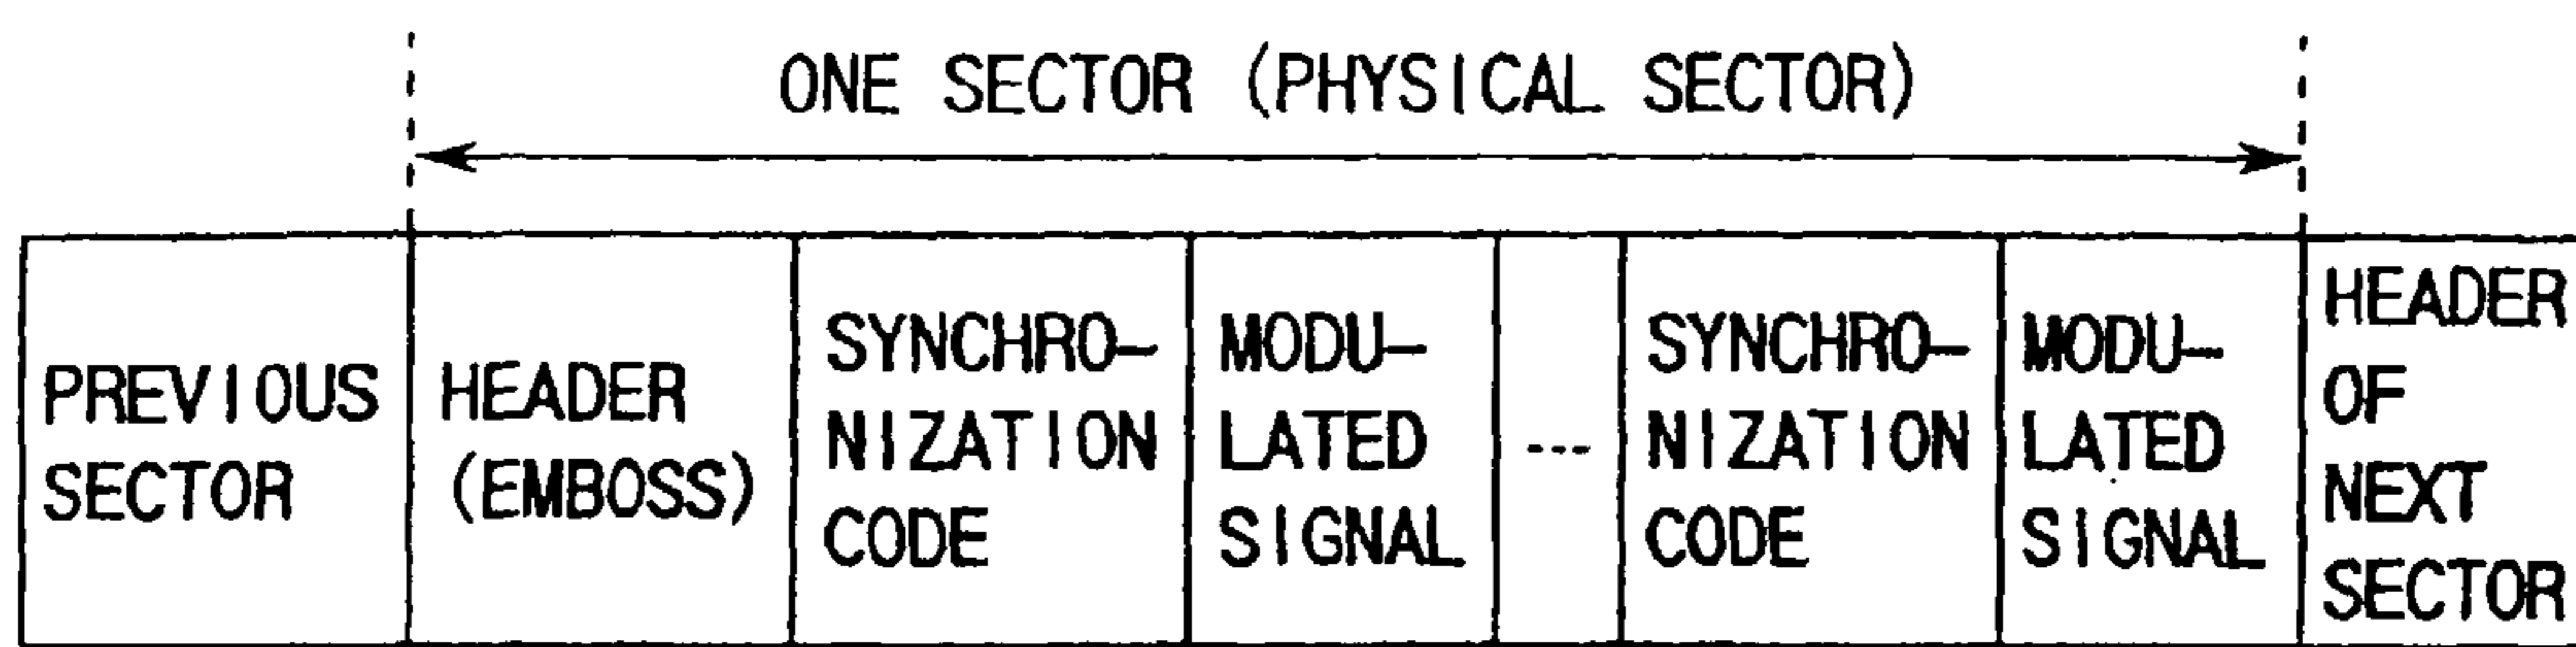 ONE SECTOR (PHYSICAL SECTOR)
PREVIOUS
SECTOR
HEADER
(EMBOSS)
SYNCHRO–
NIZATION
CODE
MODU–
LATED
SIGNAL
---
SYNCHRO–
NIZATION
CODE
MODU–
LATED
SIGNAL
HEADER
OF
NEXT
SECTOR